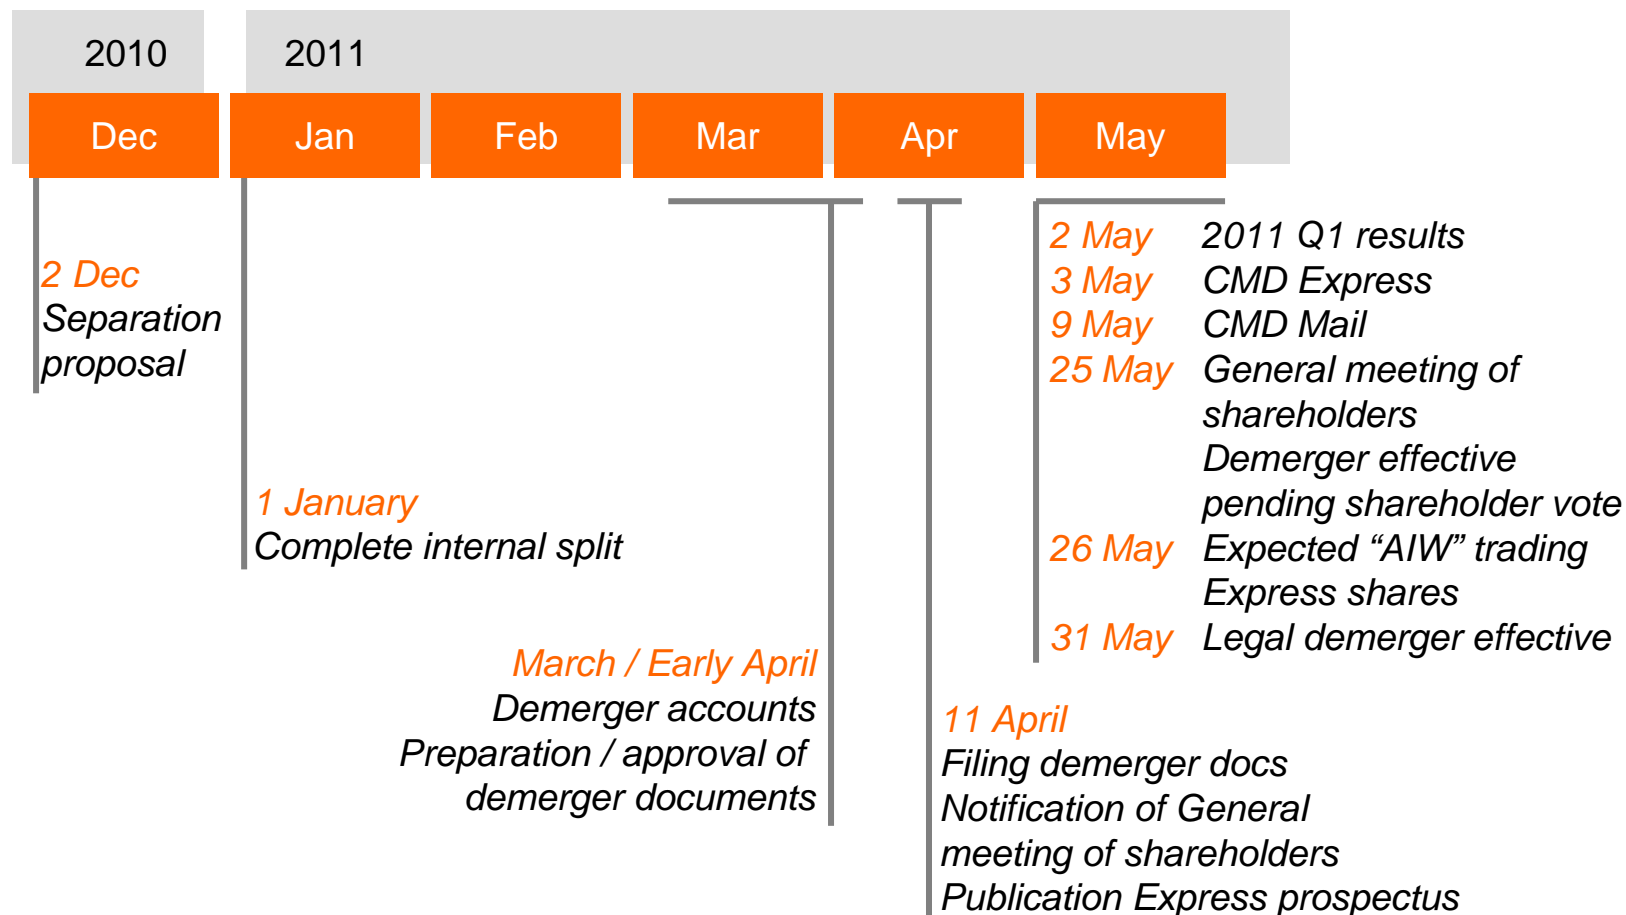 2010
2011
Dec
Jan
Feb
Mar
Apr
May
2 Dec
Separation
proposal
1 January
Complete internal split
March / Early April
Demerger accounts
Preparation / approval of
demerger documents
11 April
Filing demerger docs
Notification of General
meeting of shareholders
Publication Express prospectus
2 May 2011 Q1 results
3 May CMD Express
9 May CMD Mail
25 May General meeting of
shareholders
Demerger effective
pending shareholder vote
26 May Expected “AIW” trading
Express shares
31 May Legal demerger effective